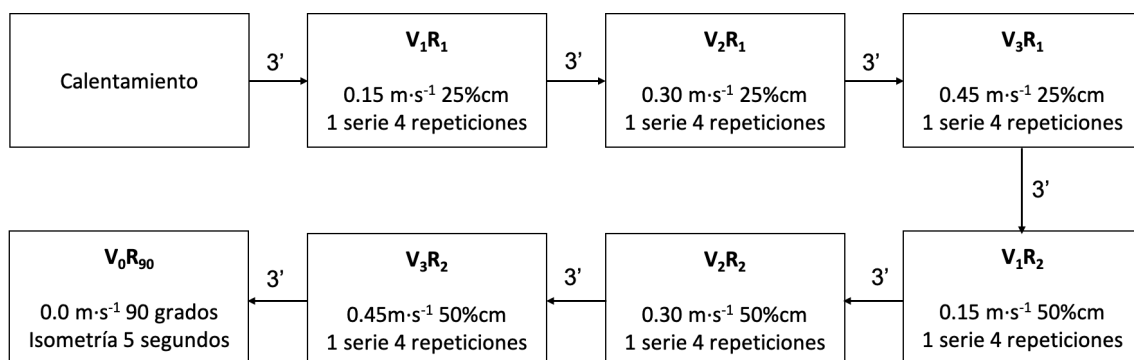 Calentamiento
3’
V₁R₁
0.15 m·s⁻¹ 25%cm
1 serie 4 repeticiones
3’
V₂R₁
0.30 m·s⁻¹ 25%cm
1 serie 4 repeticiones
3’
V₃R₁
0.45 m·s⁻¹ 25%cm
1 serie 4 repeticiones
3’
V₁R₂
0.15 m·s⁻¹ 50%cm
1 serie 4 repeticiones
3’
V₂R₂
0.30 m·s⁻¹ 50%cm
1 serie 4 repeticiones
3’
V₃R₂
0.45m·s⁻¹ 50%cm
1 serie 4 repeticiones
3’
V₀R₉₀
0.0 m·s⁻¹ 90 grados
Isometría 5 segundos